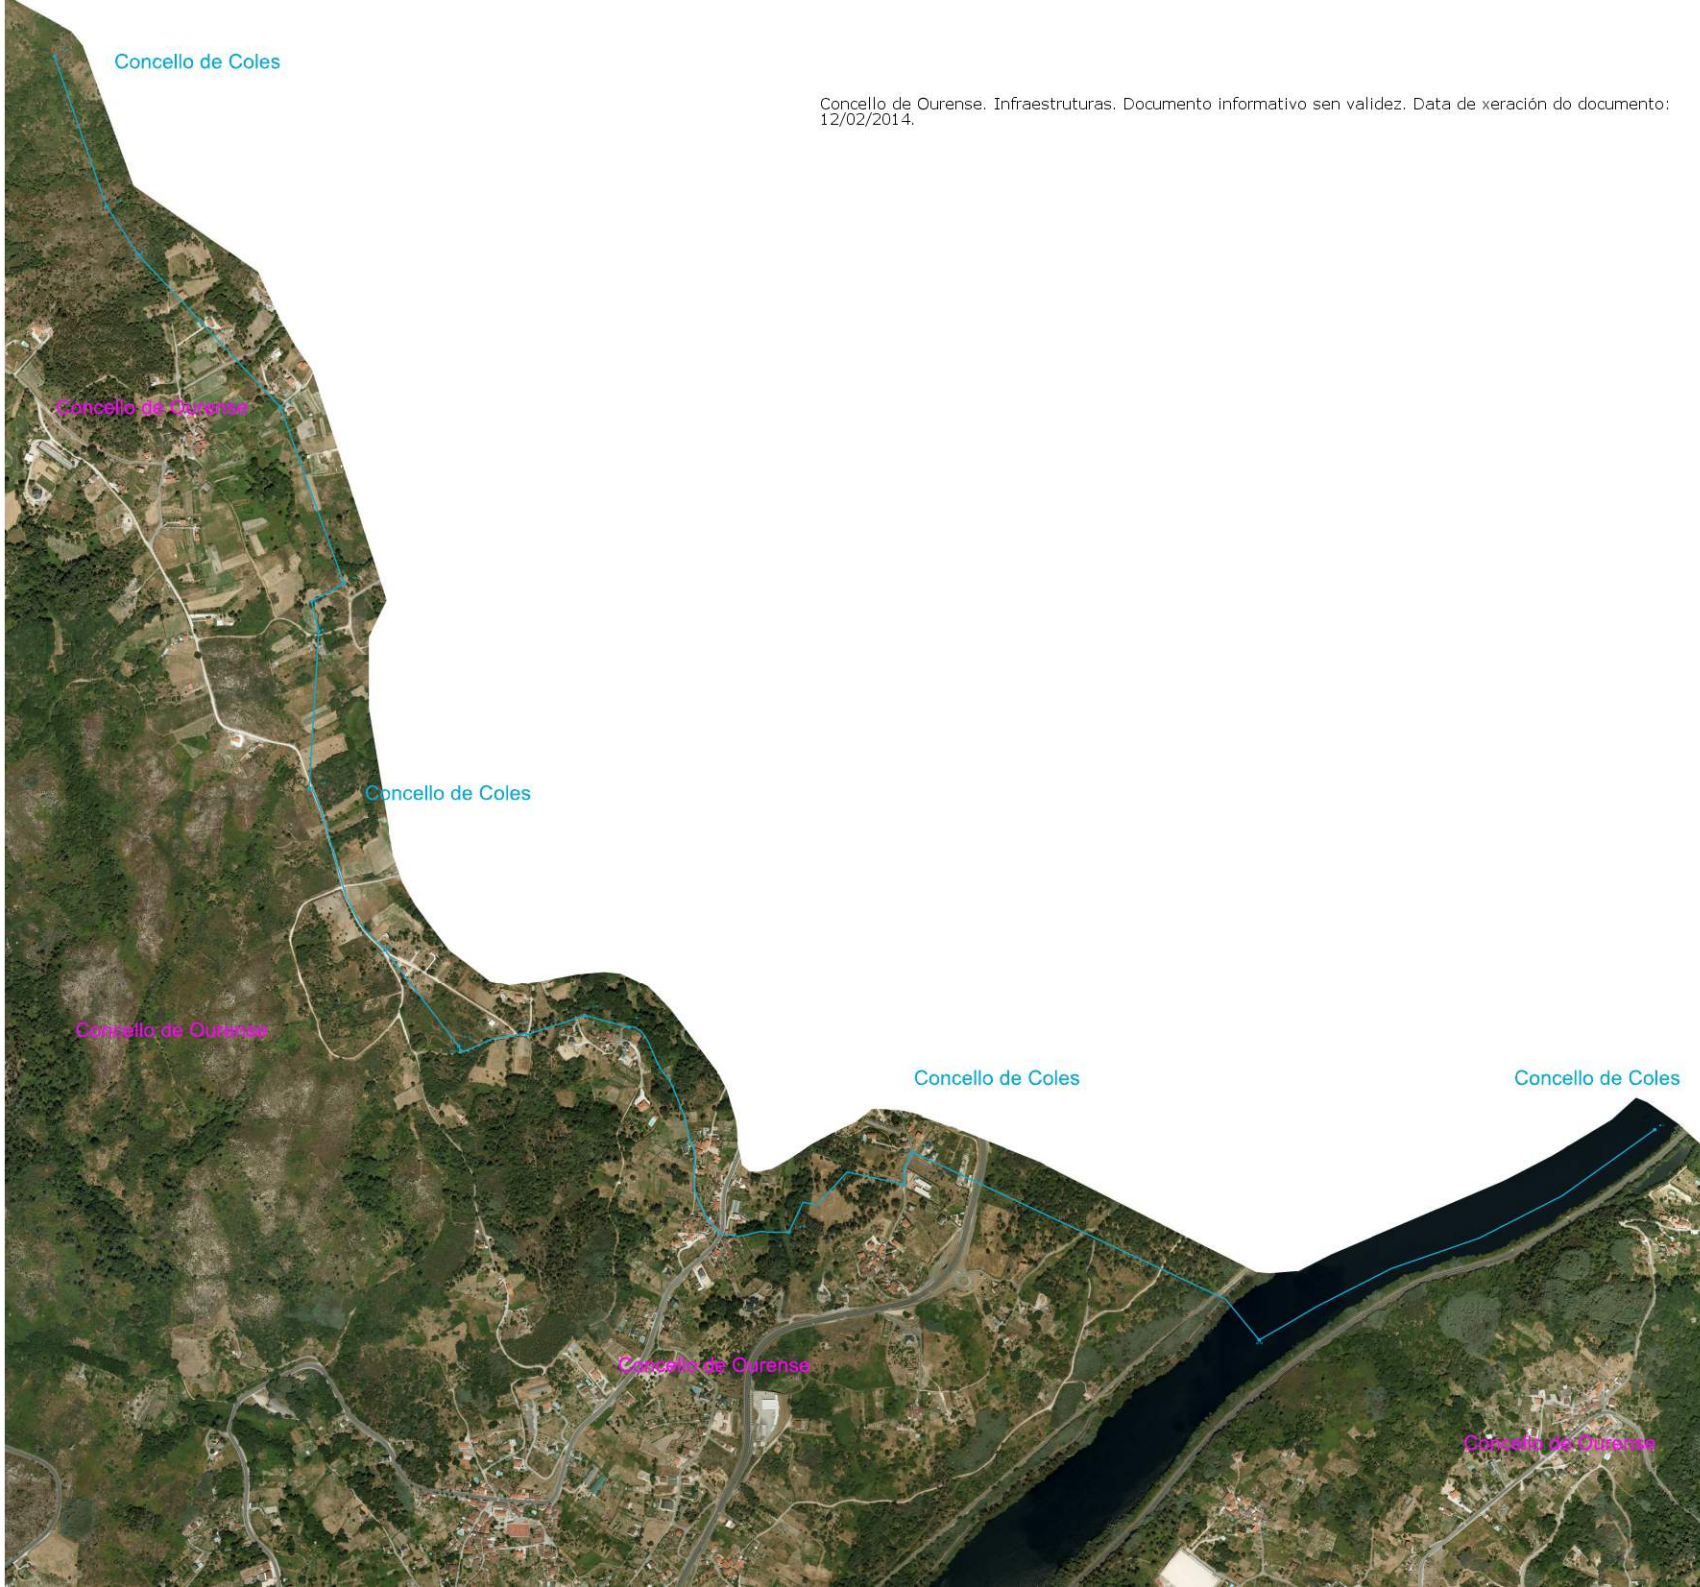 Concello de Coles
Concello de Ourense. Infraestruturas. Documento informativo sen validez. Data de xeración do documento:
12/02/2014.
Concello de Ourense
Concello de Coles
Concello de Ourense
Concello de Coles
Concello de Coles
Concello de Ourense
Concello de Ourense